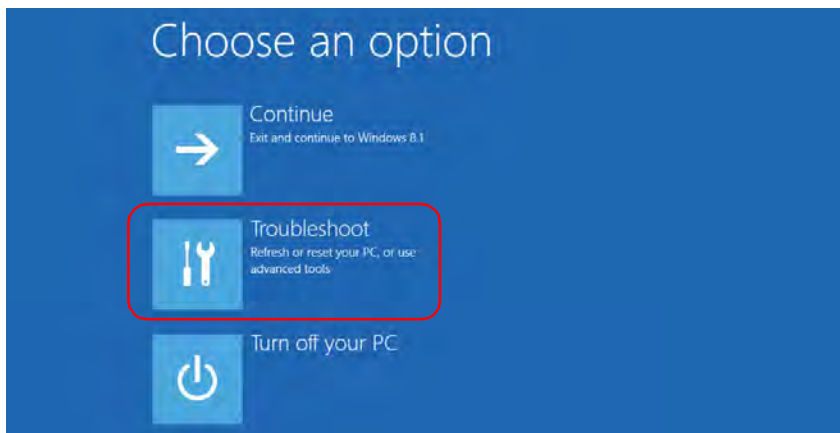 Choose an option
Continue
Exit and continue to Windows 8.1
Troubleshoot
Refresh or reset your PC, or use
advanced tools
Turn off your PC